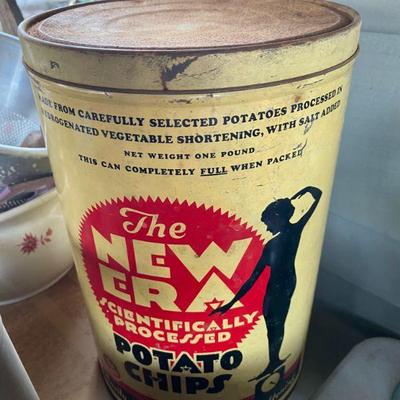 MADE FROM CAREFULLY SELECTED POTATOES PROCESSED IN
HYDROGENATED VEGETABLE SHORTENING, WITH SALT ADDED
NET WEIGHT ONE POUND
THIS CAN COMPLETELY FULL WHEN PACKED
The
NEW
ERA
SCIENTIFICALLY
PROCESSED
POTATO
CHIPS